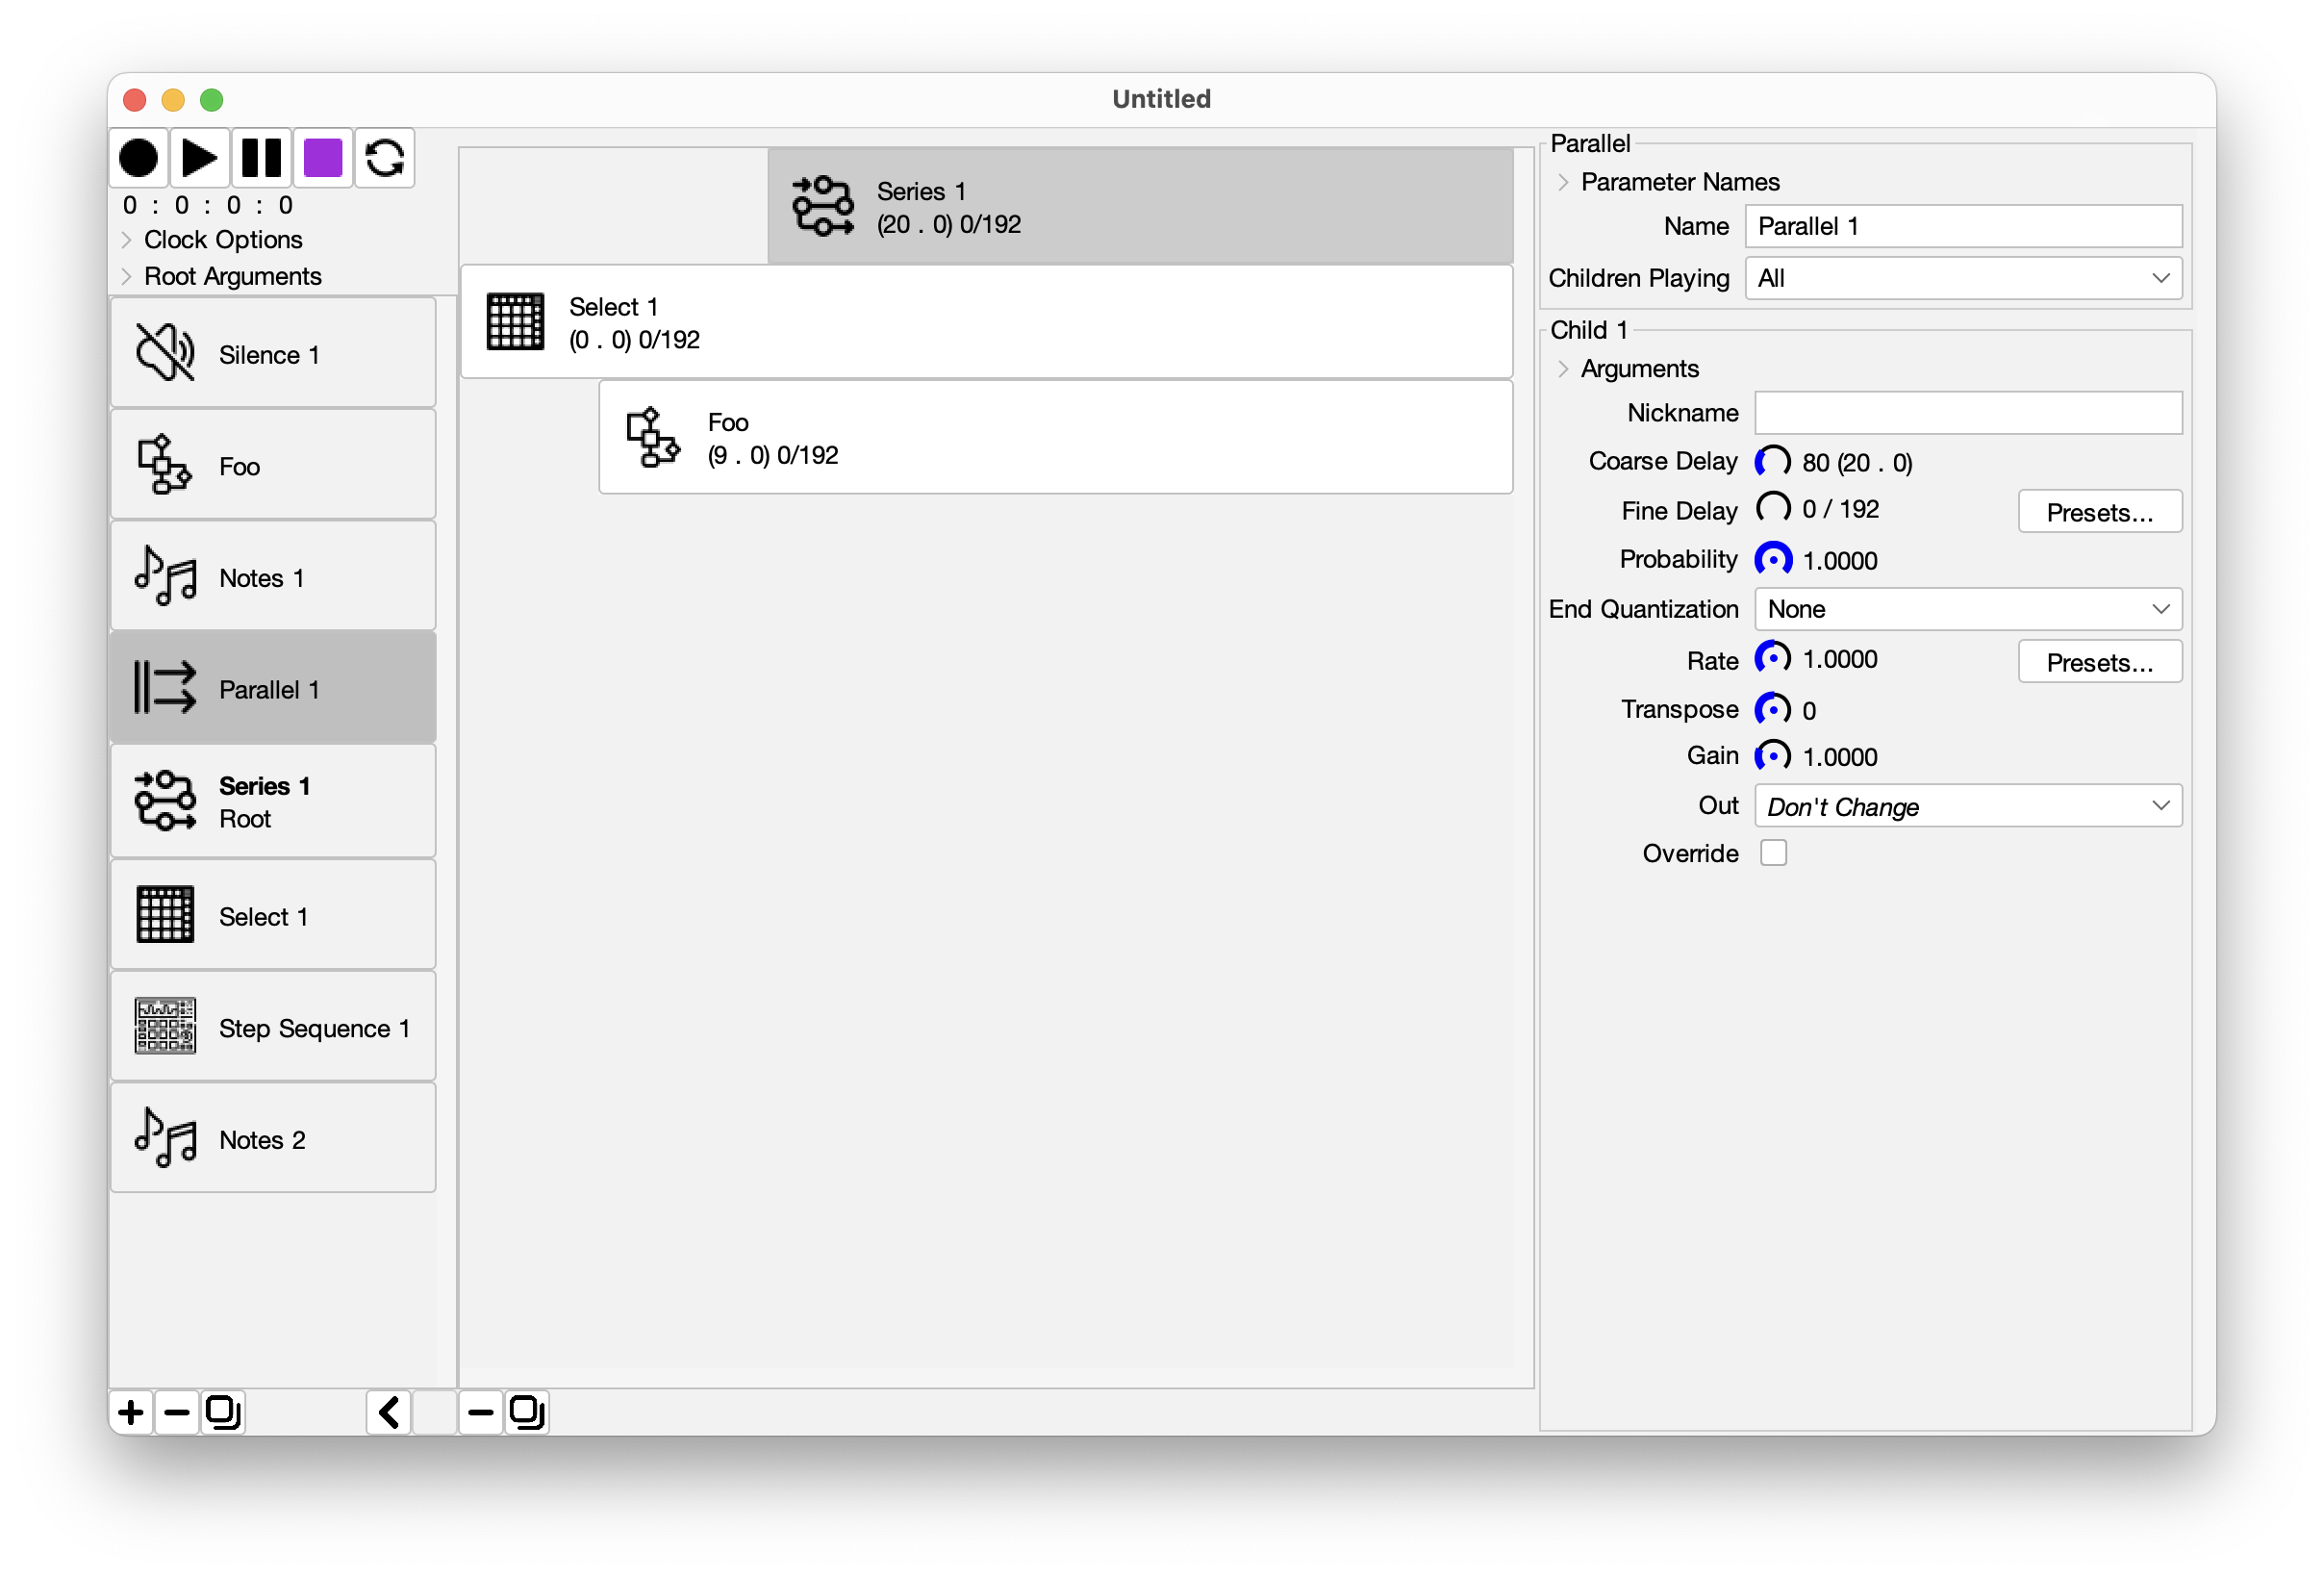 Untitled
0 : 0 : 0 : 0
Clock Options
Root Arguments
Silence 1
Foo
Notes 1
Parallel 1
Series 1
Root
Select 1
Step Sequence 1
Notes 2
Series 1
(20 . 0) 0/192
Select 1
(0 . 0) 0/192
Foo
(9 . 0) 0/192
Parallel
Parameter Names
Name Parallel 1
Children Playing All
Child 1
Arguments
Nickname
Coarse Delay 80 (20 . 0)
Fine Delay 0 / 192 Presets...
Probability 1.0000
End Quantization None
Rate 1.0000 Presets...
Transpose 0
Gain 1.0000
Out Don't Change
Override